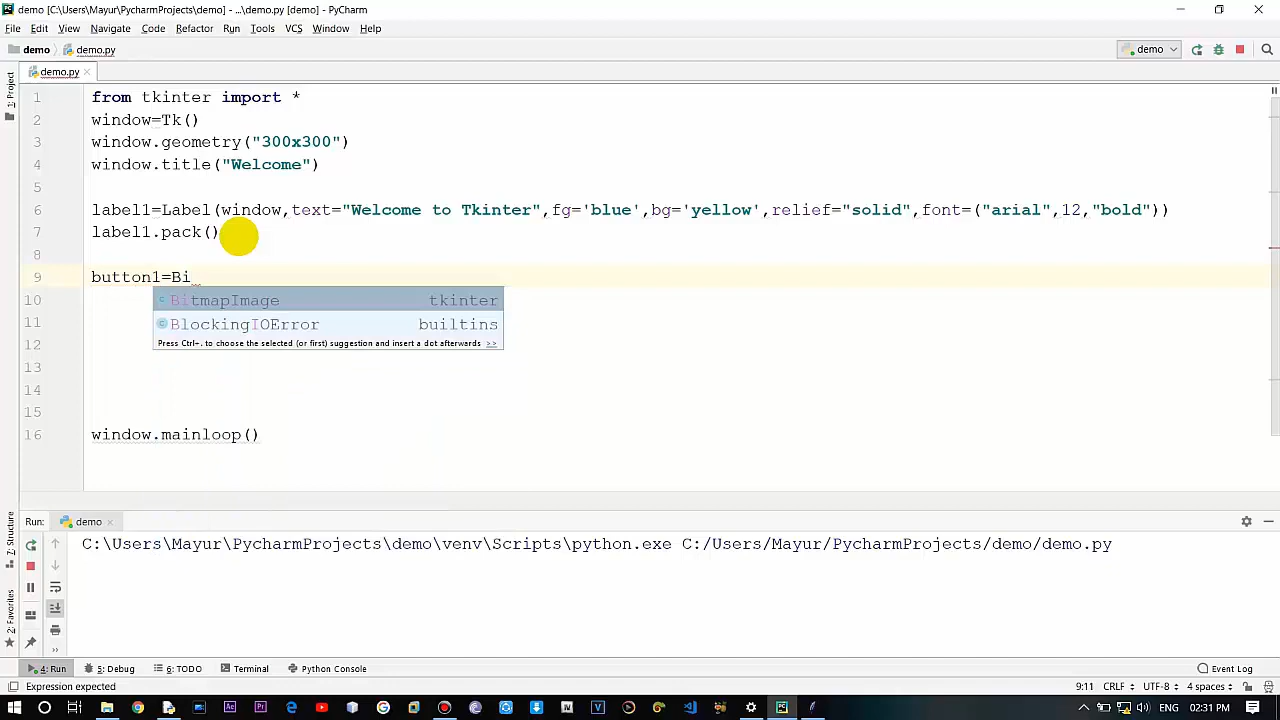 demo [C:\Users\Mayur\PycharmProjects\demo] - ...\demo.py [demo] - PyCharm
File Edit View Navigate Code Refactor Run Tools VCS Window Help
demo demo.py demo
1: Project
demo.py
1 from tkinter import *
2 window=Tk()
3 window.geometry("300x300")
4 window.title("Welcome")
5
6 label1=Label(window,text="Welcome to Tkinter",fg='blue',bg='yellow',relief="solid",font=("arial",12,"bold"))
7 label1.pack()
8
9 button1=Bi
10 BitmapImage tkinter
11 BlockingIOError builtins
Press Ctrl+. to choose the selected (or first) suggestion and insert a dot afterwards >>
12
13
14
15
16 window.mainloop()
Run: demo
C:\Users\Mayur\PycharmProjects\demo\venv\Scripts\python.exe C:/Users/Mayur/PycharmProjects/demo/demo.py
7: Structure
2: Favorites
4: Run 5: Debug 6: TODO Terminal Python Console Event Log
Expression expected 9:11 CRLF UTF-8 4 spaces
ENG 02:31 PM